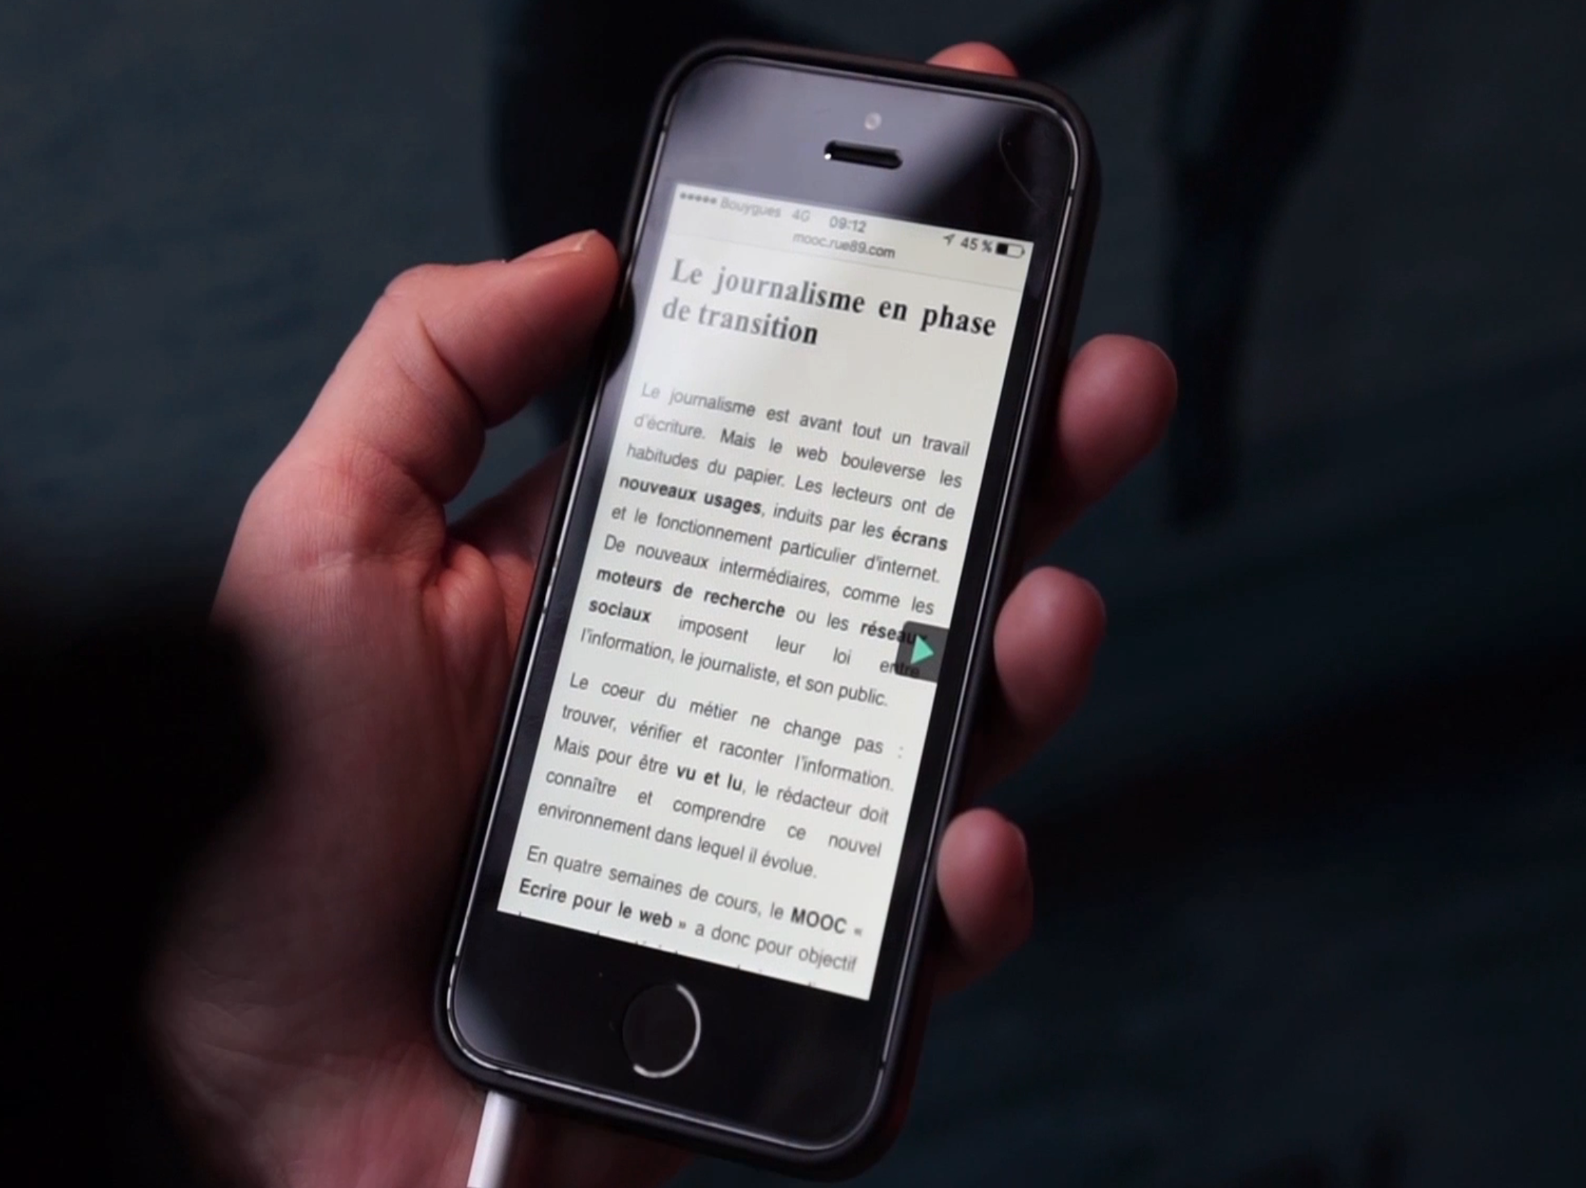 Bouygues 4G 09:12 45 %
mooc.rue89.com
Le journalisme en phase
de transition
Le journalisme est avant tout un travail
d'écriture. Mais le web bouleverse les
habitudes du papier. Les lecteurs ont de
nouveaux usages, induits par les écrans
et le fonctionnement particulier d'internet.
De nouveaux intermédiaires, comme les
moteurs de recherche ou les réseaux
sociaux imposent leur loi entre
l'information, le journaliste, et son public.
Le coeur du métier ne change pas :
trouver, vérifier et raconter l'information.
Mais pour être vu et lu, le rédacteur doit
connaître et comprendre ce nouvel
environnement dans lequel il évolue.
En quatre semaines de cours, le MOOC «
Ecrire pour le web » a donc pour objectif